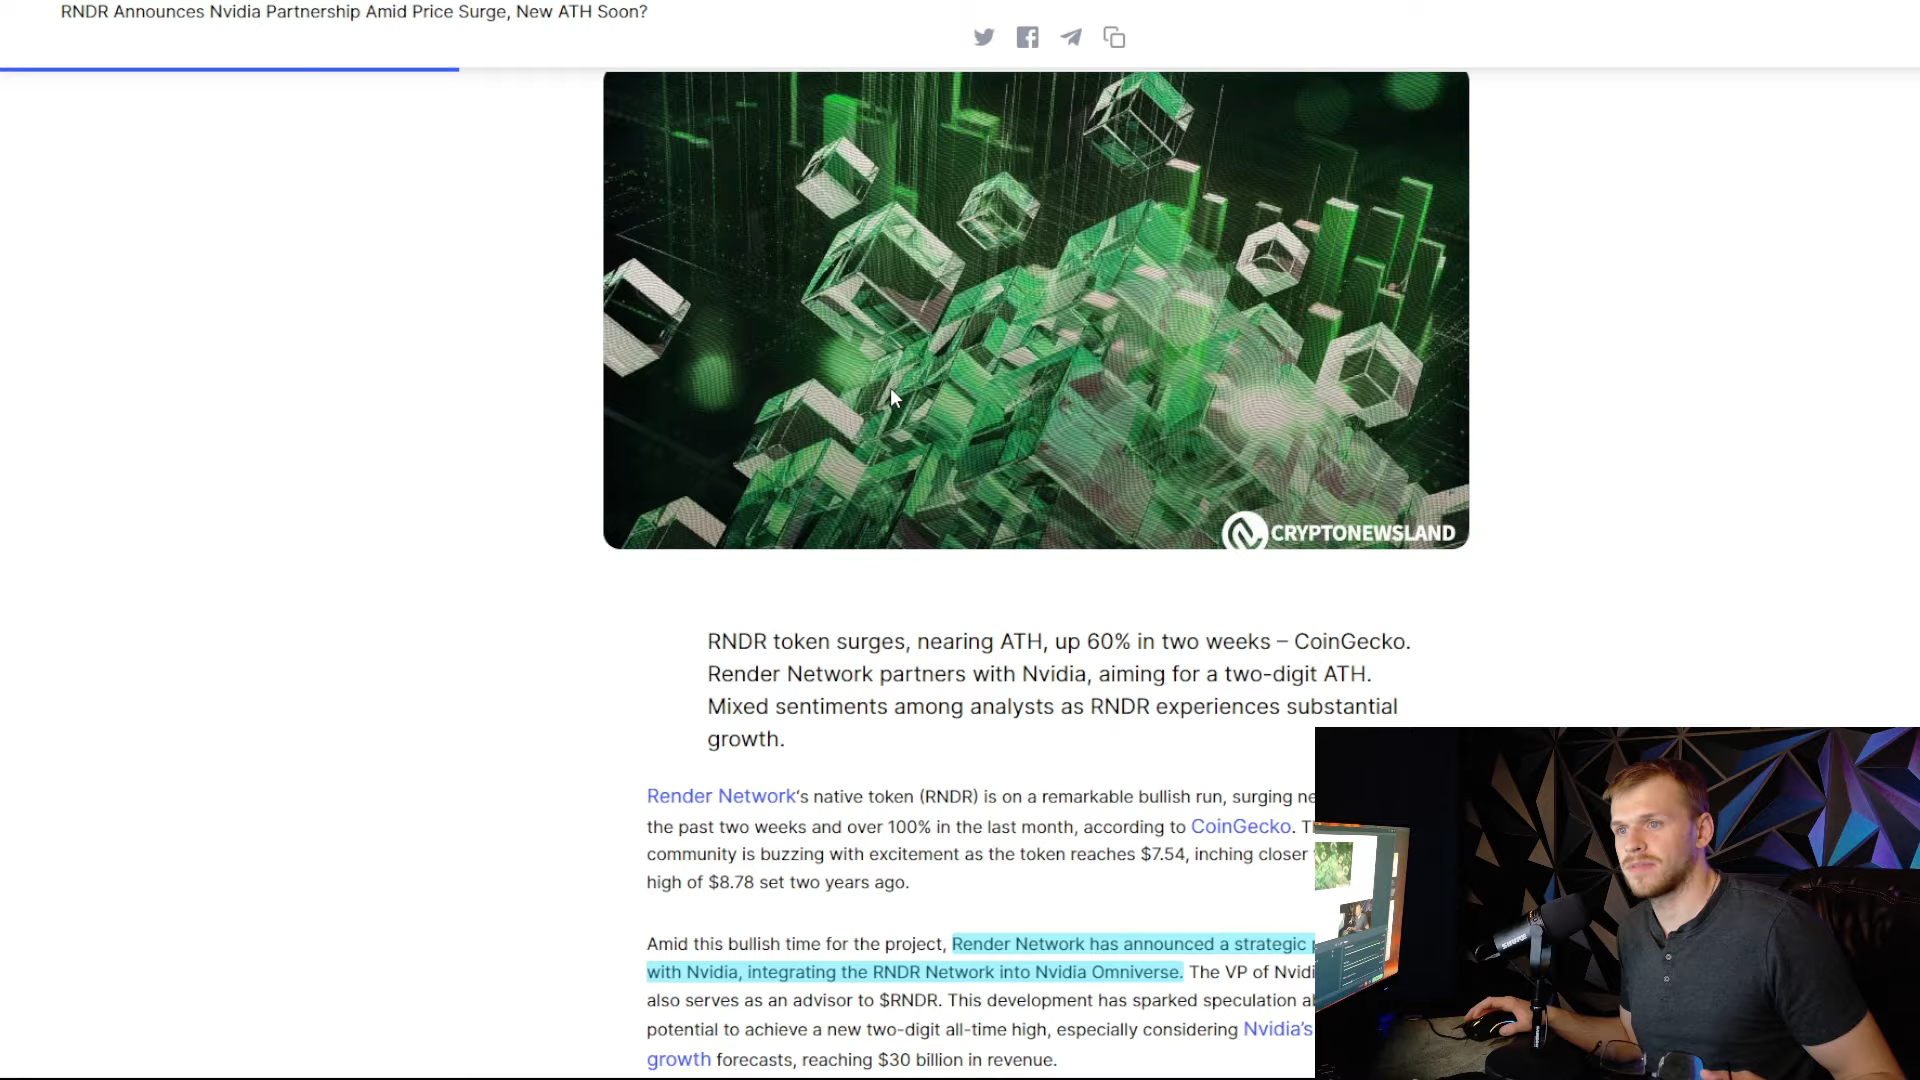 RNDR Announces Nvidia Partnership Amid Price Surge, New ATH Soon?
CRYPTONEWSLAND
RNDR token surges, nearing ATH, up 60% in two weeks – CoinGecko.
Render Network partners with Nvidia, aiming for a two-digit ATH.
Mixed sentiments among analysts as RNDR experiences substantial
growth.
Render Network's native token (RNDR) is on a remarkable bullish run, surging
the past two weeks and over 100% in the last month, according to CoinGecko.
community is buzzing with excitement as the token reaches $7.54, inching closer
high of $8.78 set two years ago.
Amid this bullish time for the project, Render Network has announced a strategic
with Nvidia, integrating the RNDR Network into Nvidia Omniverse. The VP of
also serves as an advisor to $RNDR. This development has sparked speculation
potential to achieve a new two-digit all-time high, especially considering Nvidia's
growth forecasts, reaching $30 billion in revenue.
SHURE